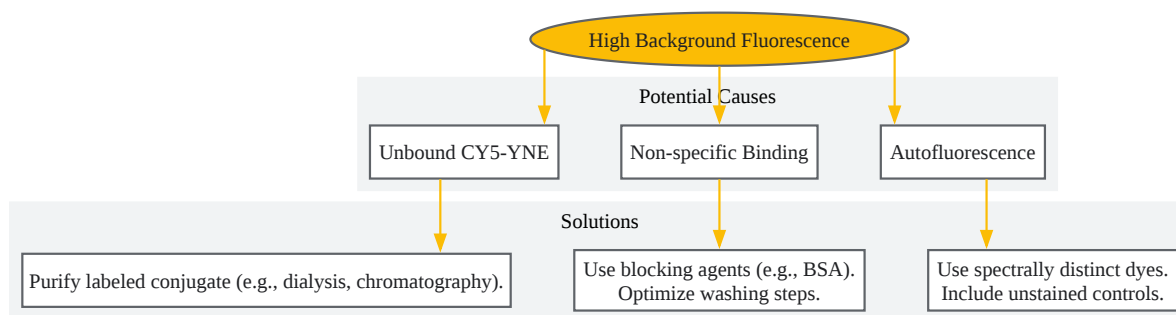 High Background Fluorescence
Potential Causes
Unbound CY5-YNE
Non-specific Binding
Autofluorescence
Solutions
Purify labeled conjugate (e.g., dialysis, chromatography).
Use blocking agents (e.g., BSA).
Optimize washing steps.
Use spectrally distinct dyes.
Include unstained controls.